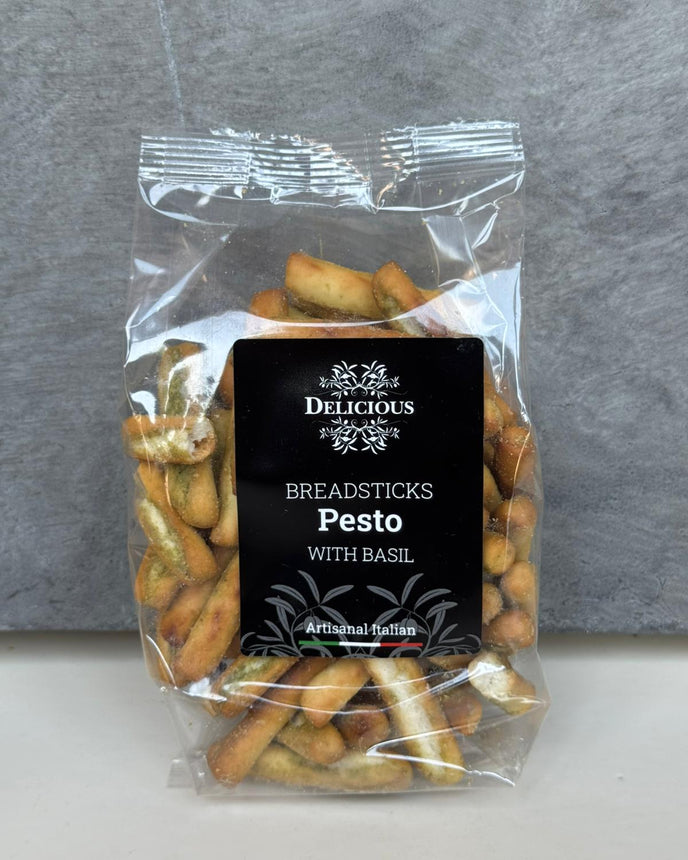 DELICIOUS
BREADSTICKS
Pesto
WITH BASIL
Artisanal Italian